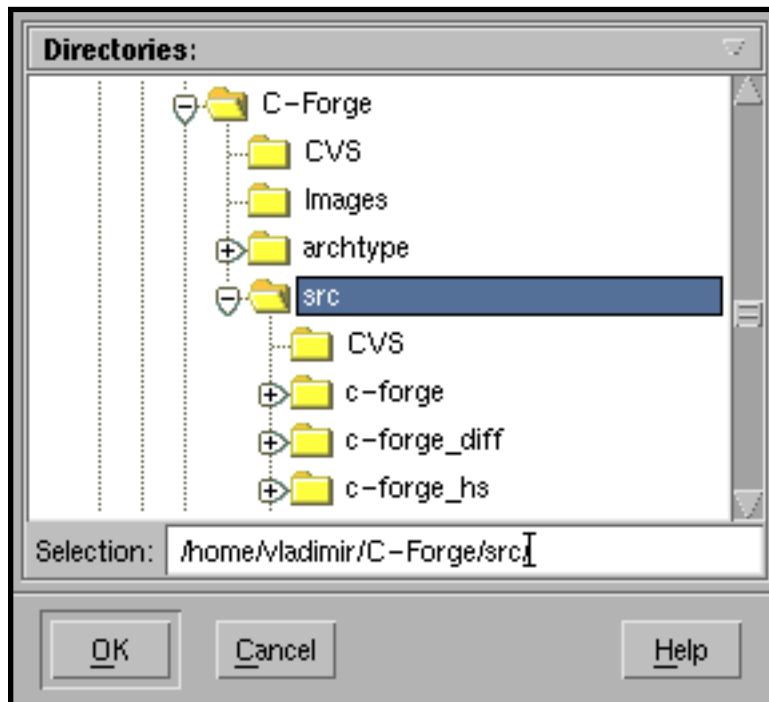 Directories:
C-Forge
CVS
Images
archtype
src
CVS
c-forge
c-forge_diff
c-forge_hs
Selection: /home/vladimir/C-Forge/src/
OK Cancel Help